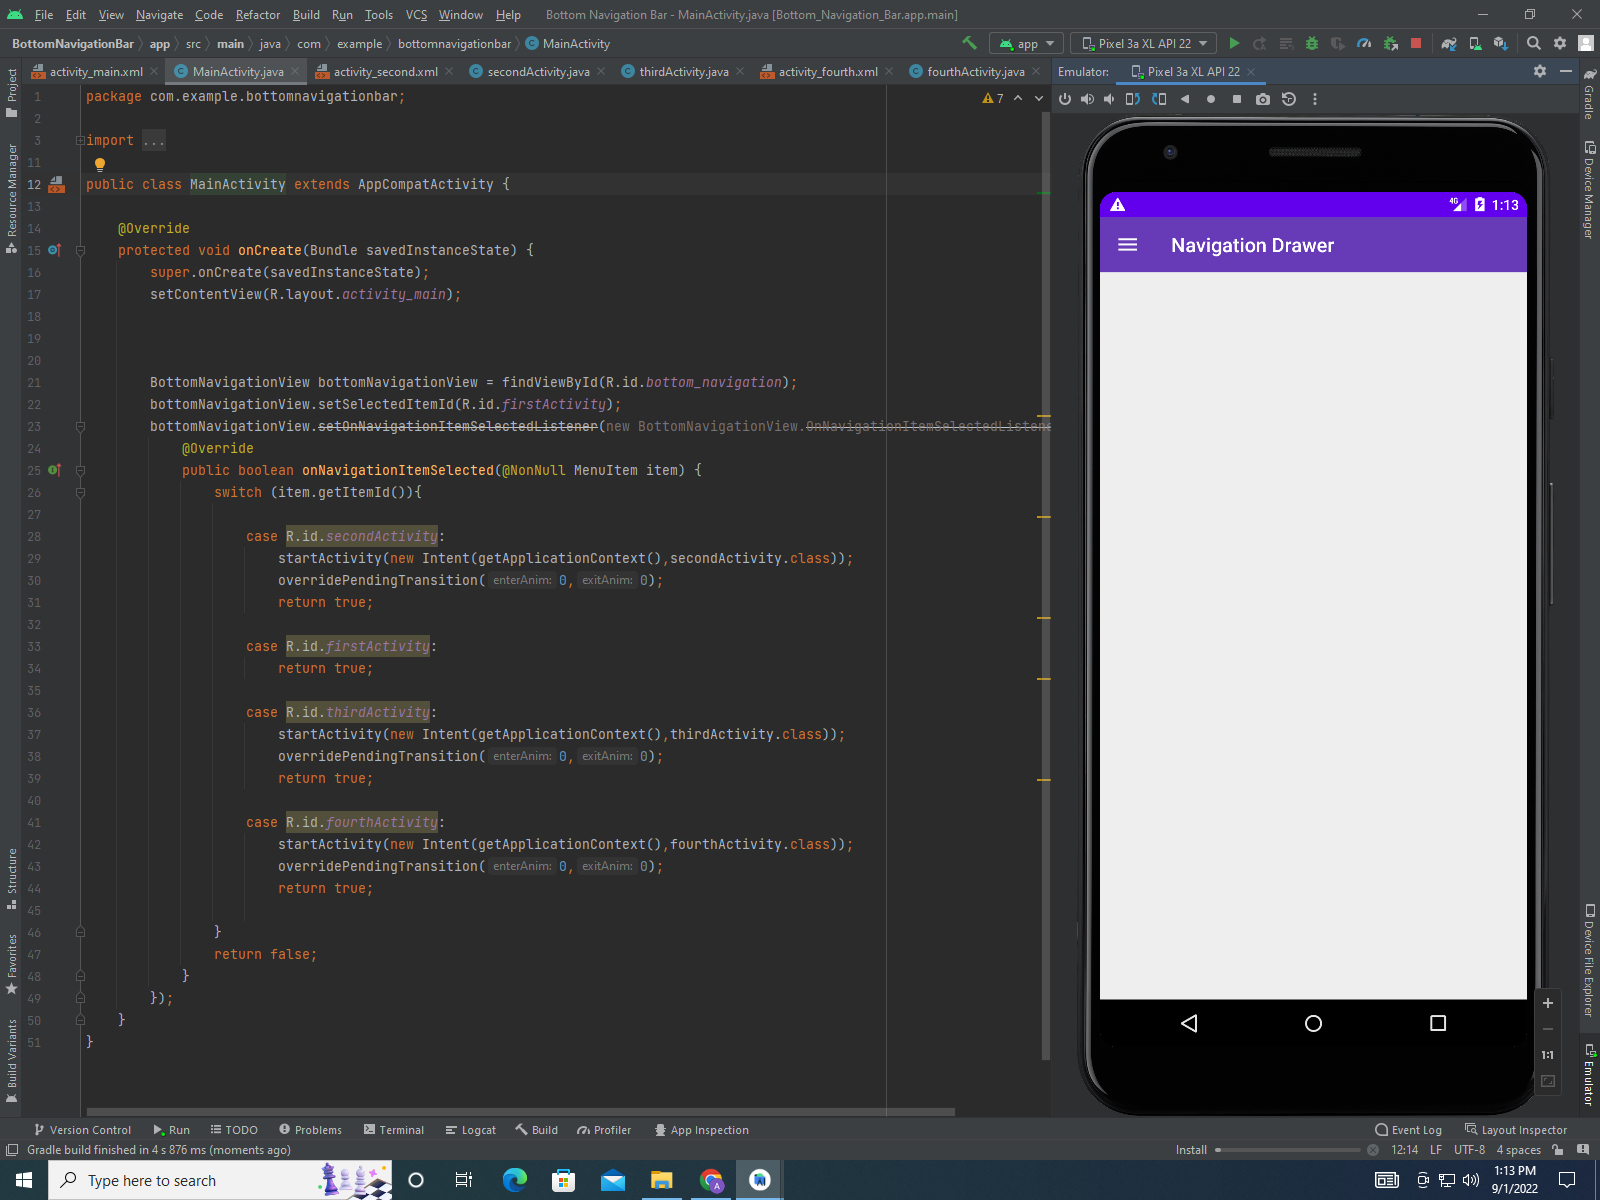 File Edit View Navigate Code Refactor Build Run Tools VCS Window Help Bottom Navigation Bar - MainActivity.java [Bottom_Navigation_Bar.app.main]
BottomNavigationBar app src main java com example bottomnavigationbar MainActivity app Pixel 3a XL API 22
activity_main.xml MainActivity.java activity_second.xml secondActivity.java thirdActivity.java activity_fourth.xml fourthActivity.java Emulator: Pixel 3a XL API 22
1 package com.example.bottomnavigationbar; 7
2
3 import ...
11
12 public class MainActivity extends AppCompatActivity {
13
14 @Override
15 protected void onCreate(Bundle savedInstanceState) {
16 super.onCreate(savedInstanceState);
17 setContentView(R.layout.activity_main);
18
19
20
21 BottomNavigationView bottomNavigationView = findViewById(R.id.bottom_navigation);
22 bottomNavigationView.setSelectedItemId(R.id.firstActivity);
23 bottomNavigationView.setOnNavigationItemSelectedListener(new BottomNavigationView.OnNavigationItemSelectedListene
24 @Override
25 public boolean onNavigationItemSelected(@NonNull MenuItem item) {
26 switch (item.getItemId()){
27
28 case R.id.secondActivity:
29 startActivity(new Intent(getApplicationContext(),secondActivity.class));
30 overridePendingTransition( enterAnim: 0, exitAnim: 0);
31 return true;
32
33 case R.id.firstActivity:
34 return true;
35
36 case R.id.thirdActivity:
37 startActivity(new Intent(getApplicationContext(),thirdActivity.class));
38 overridePendingTransition( enterAnim: 0, exitAnim: 0);
39 return true;
40
41 case R.id.fourthActivity:
42 startActivity(new Intent(getApplicationContext(),fourthActivity.class));
43 overridePendingTransition( enterAnim: 0, exitAnim: 0);
44 return true;
45
46 }
47 return false;
48 }
49 });
50 }
51 }
4G 1:13
Navigation Drawer
1:1
Project
Resource Manager
Structure
Favorites
Build Variants
Gradle
Device Manager
Device File Explorer
Emulator
Version Control Run TODO Problems Terminal Logcat Build Profiler App Inspection Event Log Layout Inspector
Gradle build finished in 4 s 876 ms (moments ago) Install 12:14 LF UTF-8 4 spaces
Type here to search 1:13 PM
9/1/2022